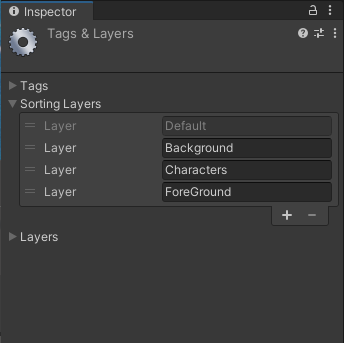 Inspector
Tags & Layers
Tags
Sorting Layers
Layer Default
Layer Background
Layer Characters
Layer ForeGround
Layers